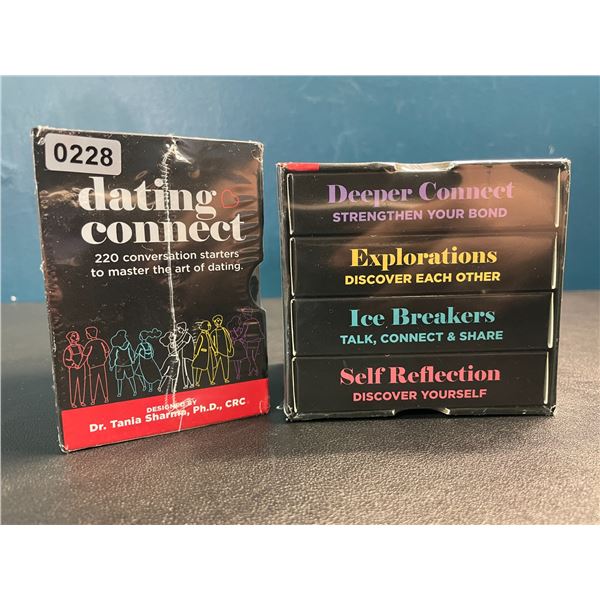 0228
dating
connect
220 conversation starters
to master the art of dating.
DESIGNED BY
Dr. Tania Sharma, Ph.D., CRC
Deeper Connect
STRENGTHEN YOUR BOND
Explorations
DISCOVER EACH OTHER
Ice Breakers
TALK, CONNECT & SHARE
Self Reflection
DISCOVER YOURSELF